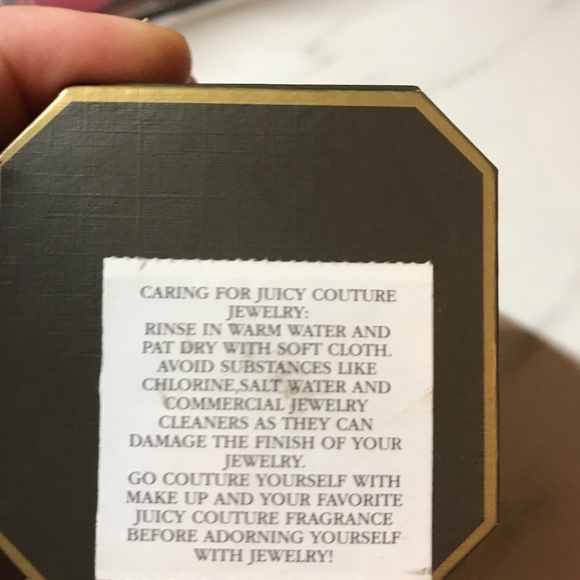 CARING FOR JUICY COUTURE
JEWELRY:
RINSE IN WARM WATER AND
PAT DRY WITH SOFT CLOTH.
AVOID SUBSTANCES LIKE
CHLORINE,SALT WATER AND
COMMERCIAL JEWELRY
CLEANERS AS THEY CAN
DAMAGE THE FINISH OF YOUR
JEWELRY.
GO COUTURE YOURSELF WITH
MAKE UP AND YOUR FAVORITE
JUICY COUTURE FRAGRANCE
BEFORE ADORNING YOURSELF
WITH JEWELRY!